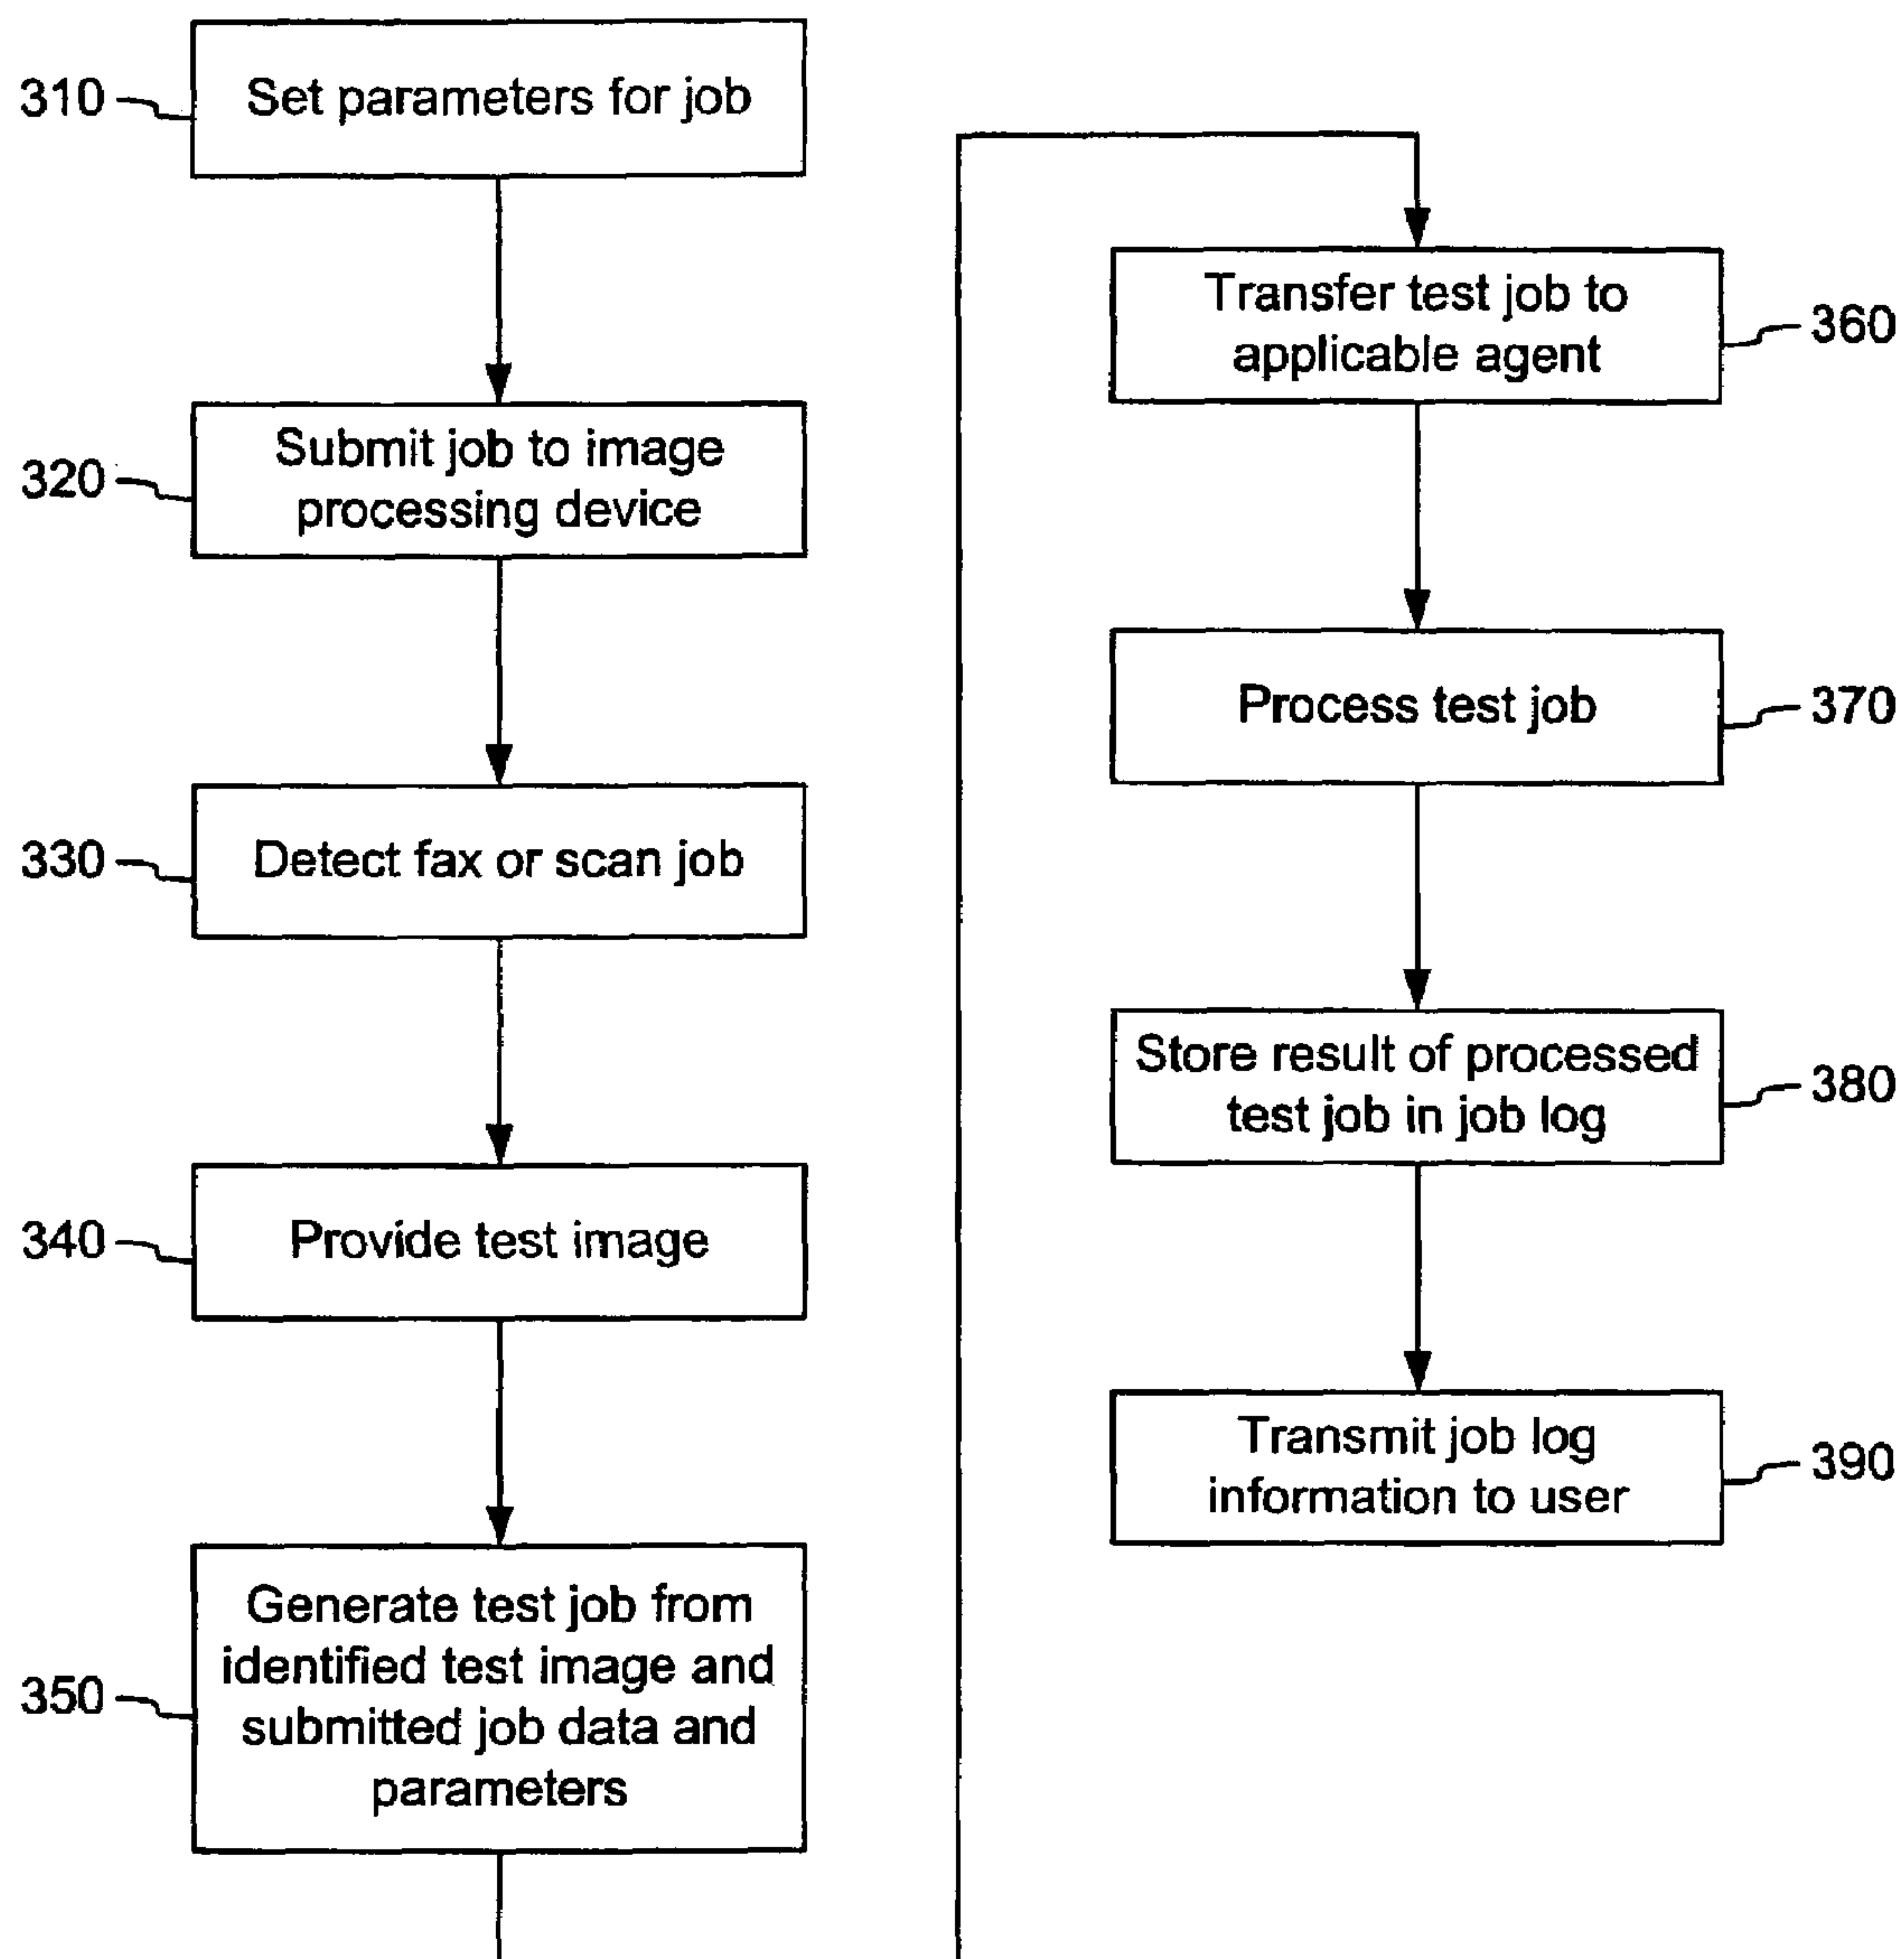 310
Set parameters for job
320
Submit job to image
processing device
330
Detect fax or scan job
340
Provide test image
350
Generate test job from
identified test image and
submitted job data and
parameters
Transfer test job to
applicable agent
360
Process test job
370
Store result of processed
test job in job log
380
Transmit job log
information to user
390